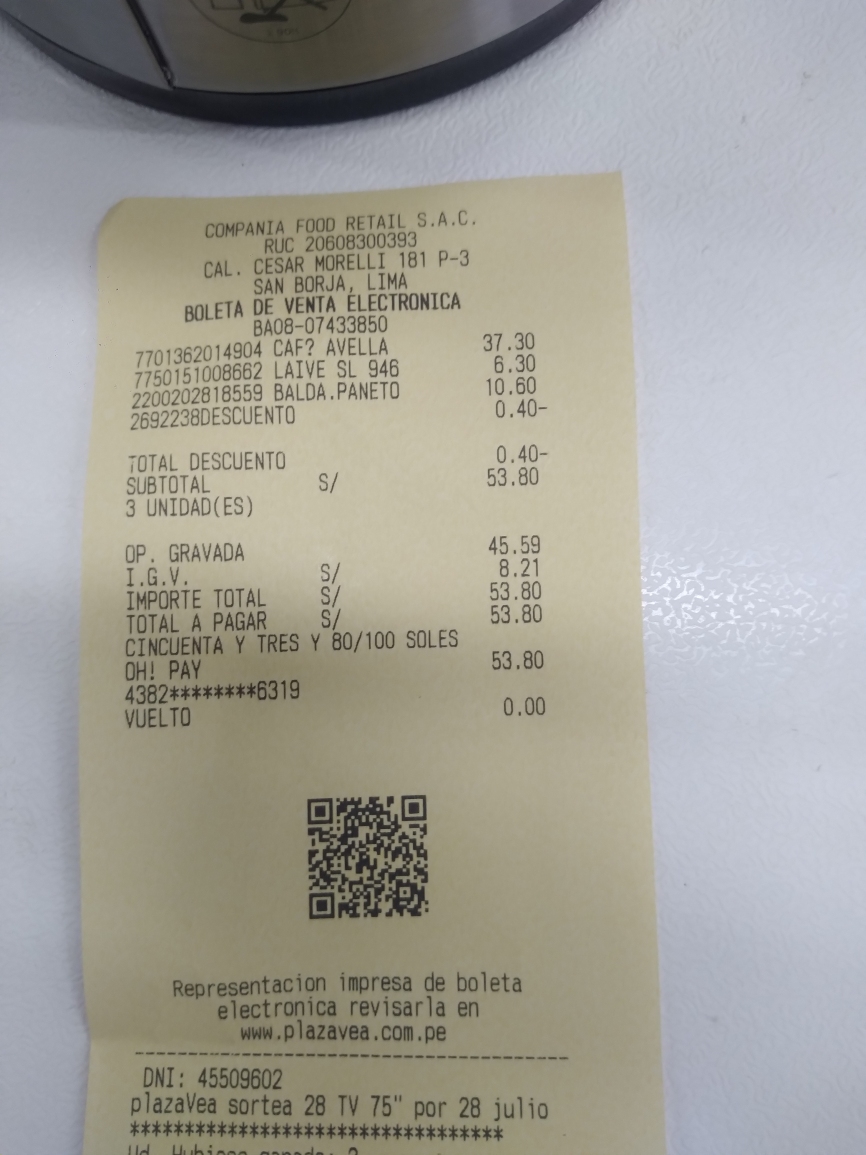 COMPANIA FOOD RETAIL S.A.C.
RUC 20608300393
CAL. CESAR MORELLI 181 P-3
SAN BORJA, LIMA
BOLETA DE VENTA ELECTRONICA
BA08-07433850
7701362014904 CAF? AVELLA 37.30
7750151008662 LAIVE SL 946 6.30
2200202818559 BALDA.PANETO 10.60
2692238DESCUENTO 0.40-
TOTAL DESCUENTO 0.40-
SUBTOTAL S/ 53.80
3 UNIDAD(ES)
OP. GRAVADA 45.59
I.G.V. S/ 8.21
IMPORTE TOTAL S/ 53.80
TOTAL A PAGAR S/ 53.80
CINCUENTA Y TRES Y 80/100 SOLES
OH! PAY 53.80
4382********6319
VUELTO 0.00
Representacion impresa de boleta
electronica revisarla en
www.plazavea.com.pe
----------------------------------------
DNI: 45509602
plazaVea sortea 28 TV 75" por 28 julio
**********************************
Ud. Hubiese ganado: